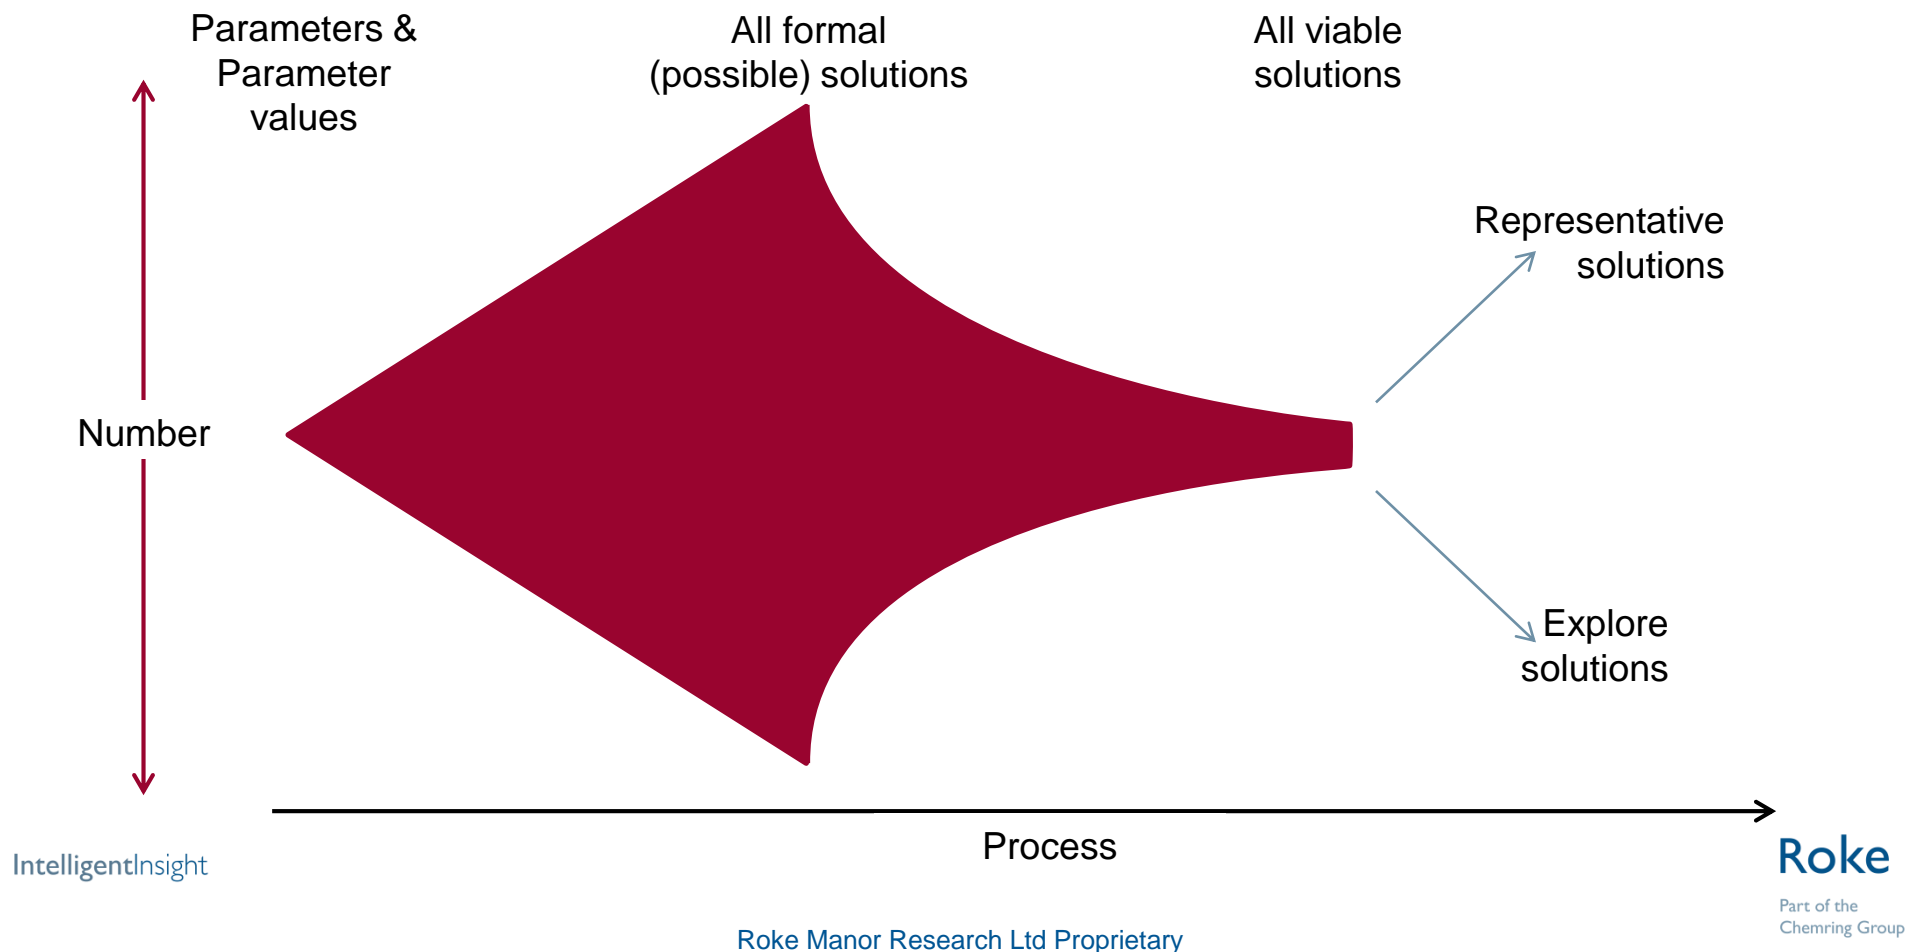 Parameters &
Parameter
values
All formal
(possible) solutions
All viable
solutions
Representative
solutions
Number
Explore
solutions
Process
IntelligentInsight
Roke
Part of the
Chemring Group
Roke Manor Research Ltd Proprietary